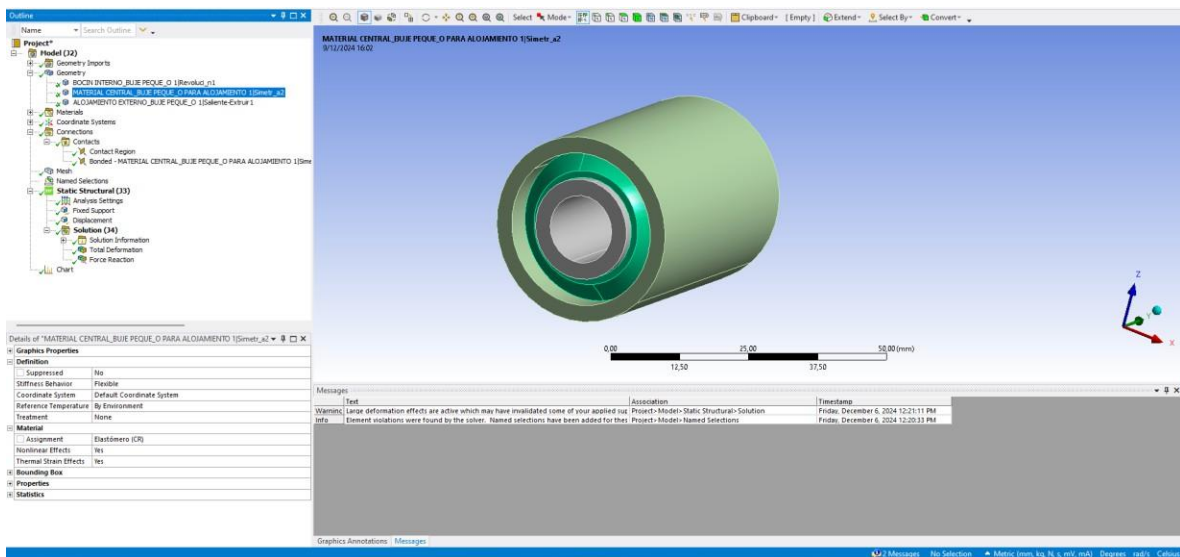 Outline
Name Search Outline
Project*
Model (J2)
Geometry Imports
Geometry
BOCIN INTERNO_BUJE PEQUE_O 1|Revoluci_n1
MATERIAL CENTRAL_BUJE PEQUE_O PARA ALOJAMIENTO 1|Simetr_a2
ALOJAMIENTO EXTERNO_BUJE PEQUE_O 1|Saliente-Extruir1
Materials
Coordinate Systems
Connections
Contacts
Contact Region
Bonded - MATERIAL CENTRAL_BUJE PEQUE_O PARA ALOJAMIENTO 1|Sime
Mesh
Named Selections
Static Structural (J3)
Analysis Settings
Fixed Support
Displacement
Solution (J4)
Solution Information
Total Deformation
Force Reaction
Chart
Details of "MATERIAL CENTRAL_BUJE PEQUE_O PARA ALOJAMIENTO 1|Simetr_a2
Graphics Properties
Definition
Suppressed No
Stiffness Behavior Flexible
Coordinate System Default Coordinate System
Reference Temperature By Environment
Treatment None
Material
Assignment Elastómero (CR)
Nonlinear Effects Yes
Thermal Strain Effects Yes
Bounding Box
Properties
Statistics
Select Mode Clipboard [Empty] Extend Select By Convert
MATERIAL CENTRAL_BUJE PEQUE_O PARA ALOJAMIENTO 1|Simetr_a2
9/12/2024 16:02
0,00 25,00 50,00 (mm)
12,50 37,50
Z
Y
X
Messages
Text Association Timestamp
Warning Large deformation effects are active which may have invalidated some of your applied sup Project>Model>Static Structural>Solution Friday, December 6, 2024 12:21:11 PM
Info Element violations were found by the solver. Named selections have been added for thes Project>Model>Named Selections Friday, December 6, 2024 12:20:33 PM
Graphics Annotations Messages
2 Messages No Selection Metric (mm, kg, N, s, mV, mA) Degrees rad/s Celsius